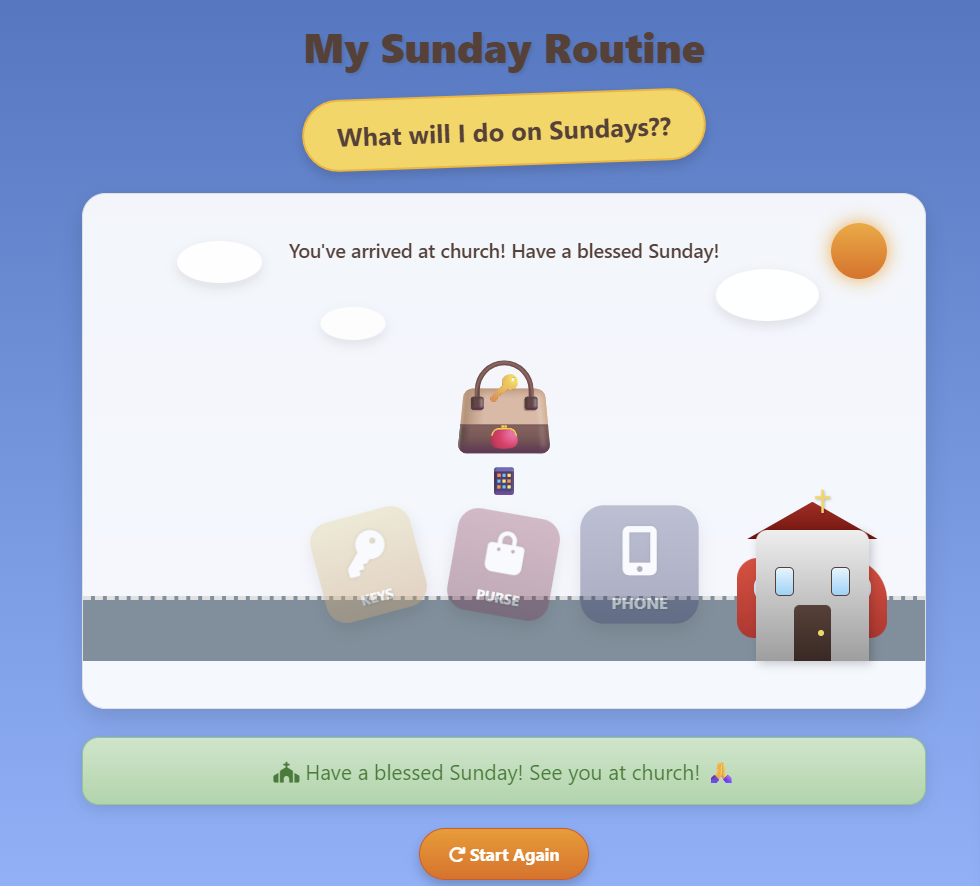 My Sunday Routine
What will I do on Sundays??
You've arrived at church! Have a blessed Sunday!
KEYS
PURSE
PHONE
Have a blessed Sunday! See you at church! 🙏
Start Again